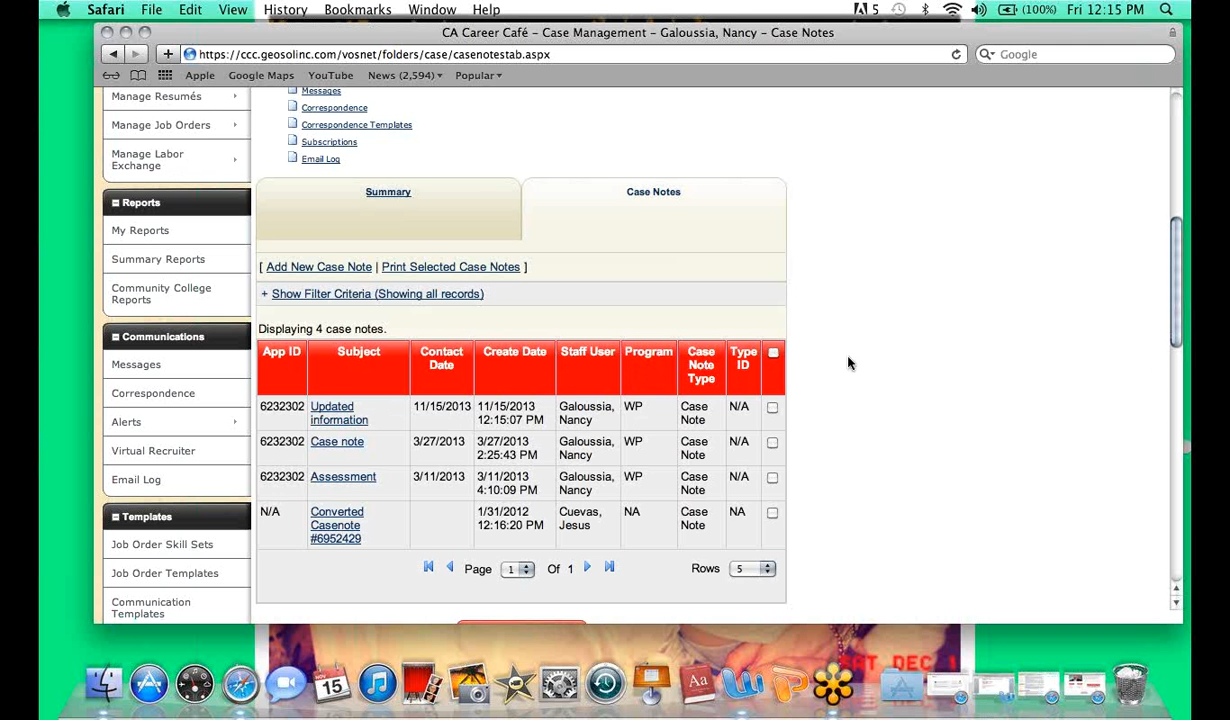 Safari File Edit View History Bookmarks Window Help 5 (100%) Fri 12:15 PM
CA Career Café – Case Management – Galoussia, Nancy – Case Notes
https://ccc.geosolinc.com/vosnet/folders/case/casenotestab.aspx Google
Apple Google Maps YouTube News (2,594) Popular
Manage Resumés
Manage Job Orders
Manage Labor
Exchange
Reports
My Reports
Summary Reports
Community College
Reports
Communications
Messages
Correspondence
Alerts
Virtual Recruiter
Email Log
Templates
Job Order Skill Sets
Job Order Templates
Communication
Templates
Messages
Correspondence
Correspondence Templates
Subscriptions
Email Log
Summary Case Notes
[ Add New Case Note | Print Selected Case Notes ]
+ Show Filter Criteria (Showing all records)
Displaying 4 case notes.
App ID Subject Contact Date Create Date Staff User Program Case Note Type Type ID
6232302 Updated information 11/15/2013 11/15/2013 12:15:07 PM Galoussia, Nancy WP Case Note N/A
6232302 Case note 3/27/2013 3/27/2013 2:25:43 PM Galoussia, Nancy WP Case Note N/A
6232302 Assessment 3/11/2013 3/11/2013 4:10:09 PM Galoussia, Nancy WP Case Note N/A
N/A Converted Casenote #6952429 1/31/2012 12:16:20 PM Cuevas, Jesus NA Case Note NA
Page 1 Of 1 Rows 5
SAT DEC 1
NOV
15
Aa